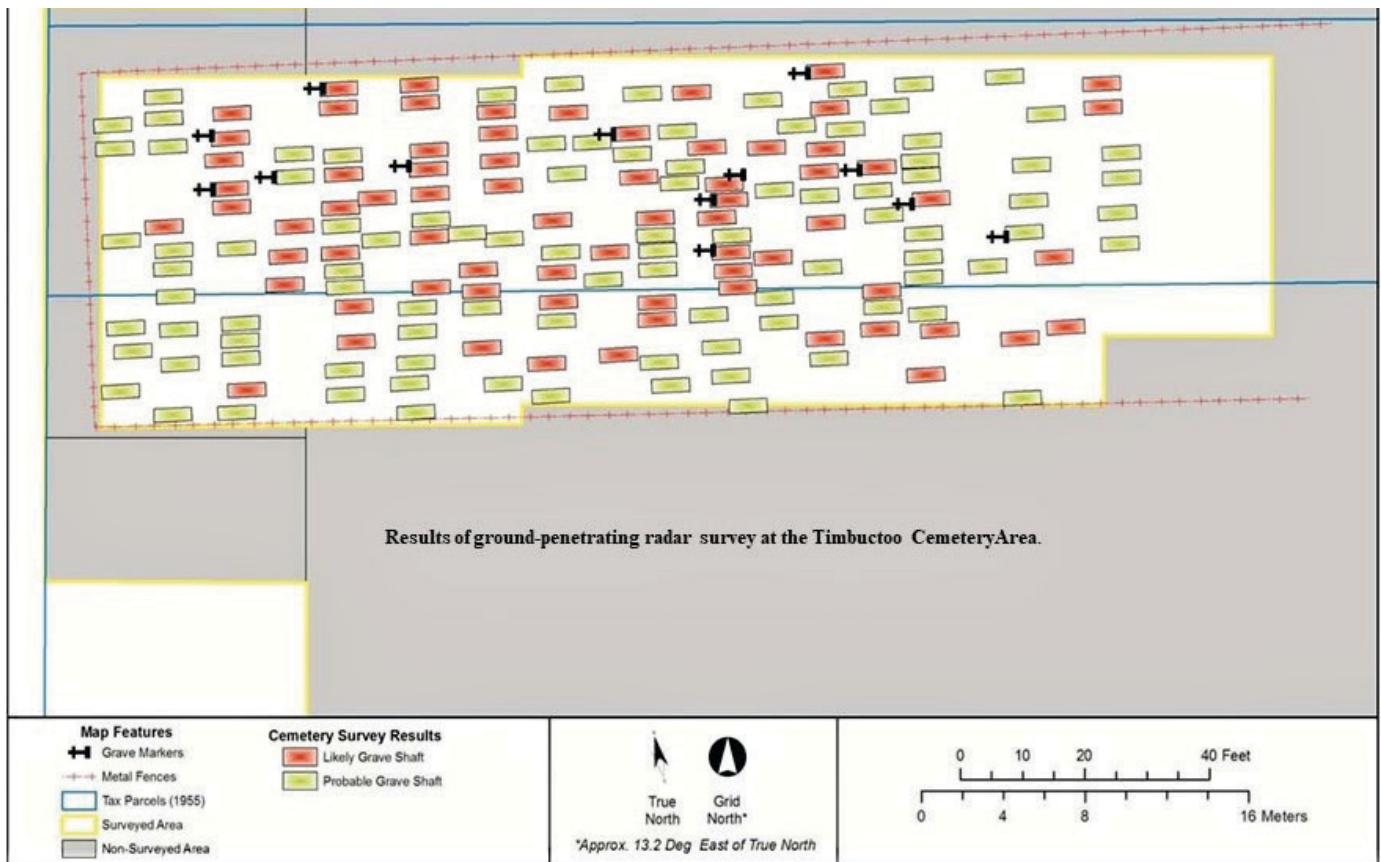 Results of ground-penetrating radar survey at the Timbuctoo CemeteryArea.
Map Features
Grave Markers
Metal Fences
Tax Parcels (1955)
Surveyed Area
Non-Surveyed Area
Cemetery Survey Results
Likely Grave Shaft
Probable Grave Shaft
True
North
Grid
North*
*Approx. 13.2 Deg East of True North
0 10 20 40 Feet
0 4 8 16 Meters